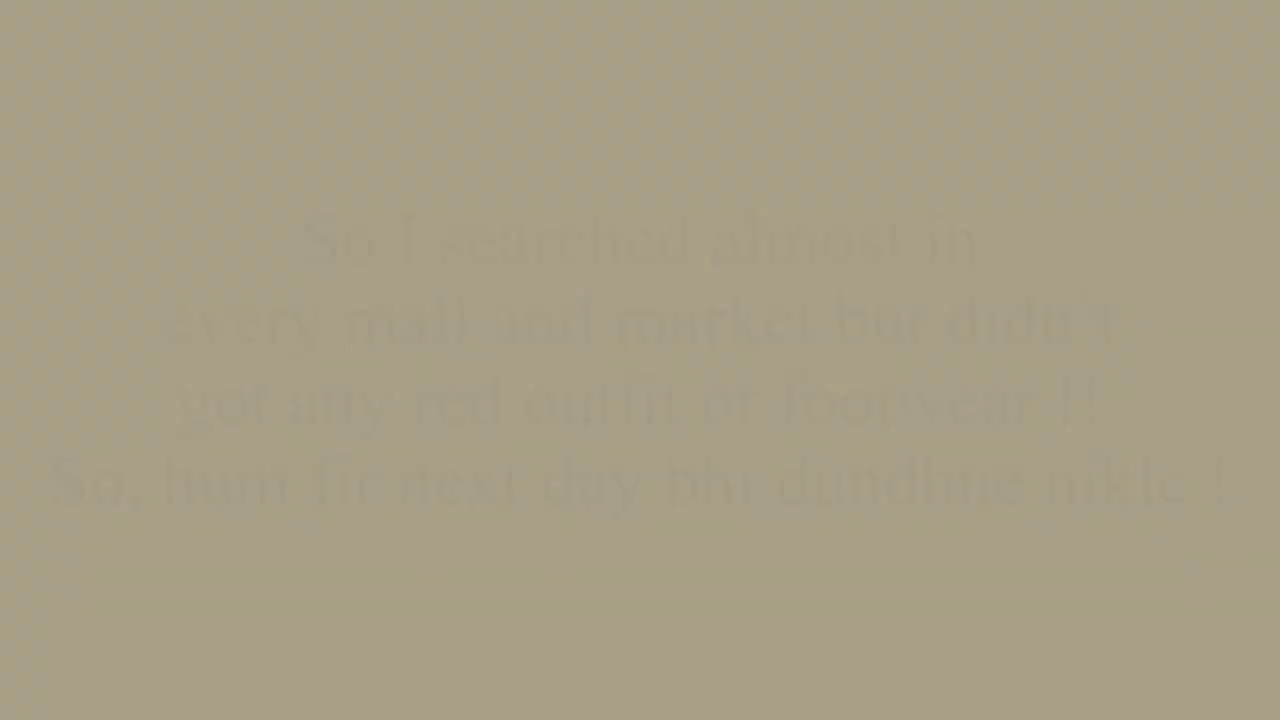 So I searched almost in
every mall and market but didn't
got any red outfit or footwear !!
So, hum fir next day bhi dundhne nikle !